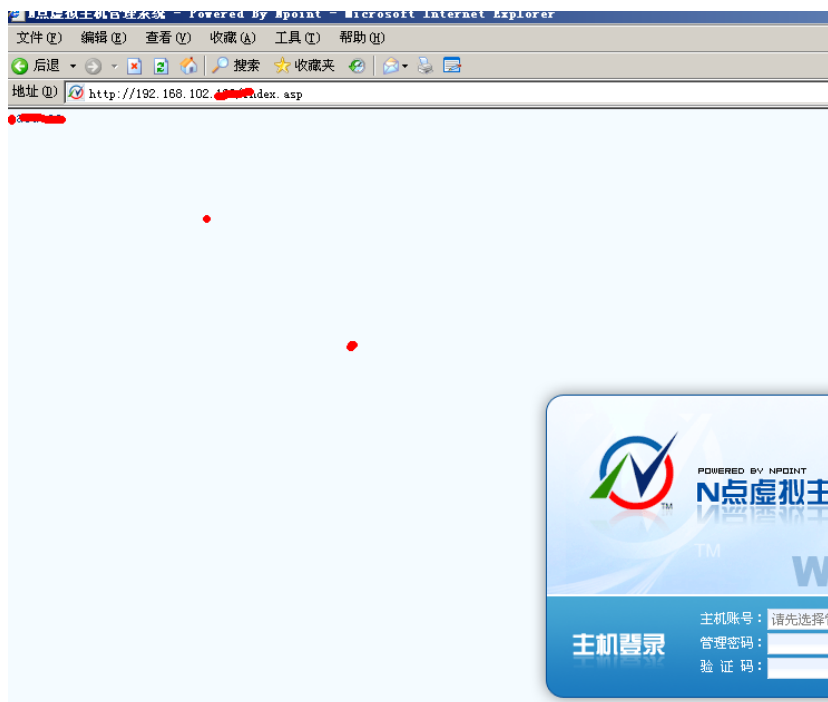 N点虚拟主机管理系统 - Powered By Npoint - Microsoft Internet Explorer
文件(F) 编辑(E) 查看(V) 收藏(A) 工具(T) 帮助(H)
后退 搜索 收藏夹
地址(D) http://192.168.102. index.asp
POWERED BY NPOINT
N点虚拟主
TM
TM
W
主机账号： 请先选择
主机登录
管理密码：
验 证 码：